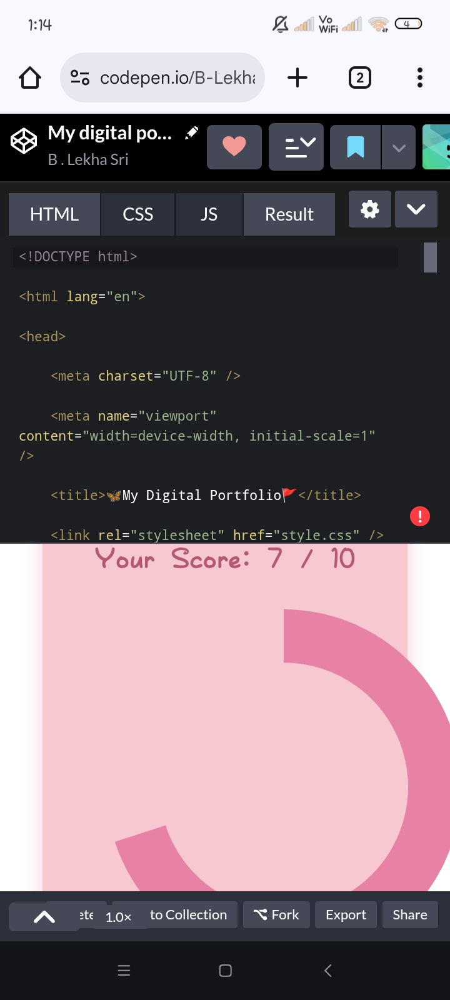 1:14
Vo
WiFi
4
codepen.io/B-Lekha
2
My digital po...
B . Lekha Sri
HTML
CSS
JS
Result
<!DOCTYPE html>
<html lang="en">
<head>
<meta charset="UTF-8" />
<meta name="viewport"
content="width=device-width, initial-scale=1"
/>
<title>🦋My Digital Portfolio🚩</title>
<link rel="stylesheet" href="style.css" />
Your Score: 7 / 10
1.0×
to Collection
Fork
Export
Share